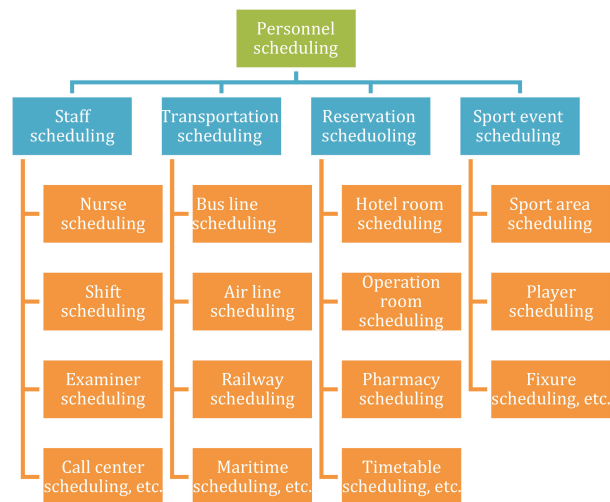 Personnel
scheduling
Staff
scheduling
Transportation
scheduling
Reservation
scheduoling
Sport event
scheduling
Nurse
scheduling
Shift
scheduling
Examiner
scheduling
Call center
scheduling, etc.
Bus line
scheduling
Air line
scheduling
Railway
scheduling
Maritime
scheduling, etc.
Hotel room
scheduling
Operation
room
scheduling
Pharmacy
scheduling
Timetable
scheduling, etc.
Sport area
scheduling
Player
scheduling
Fixure
scheduling, etc.